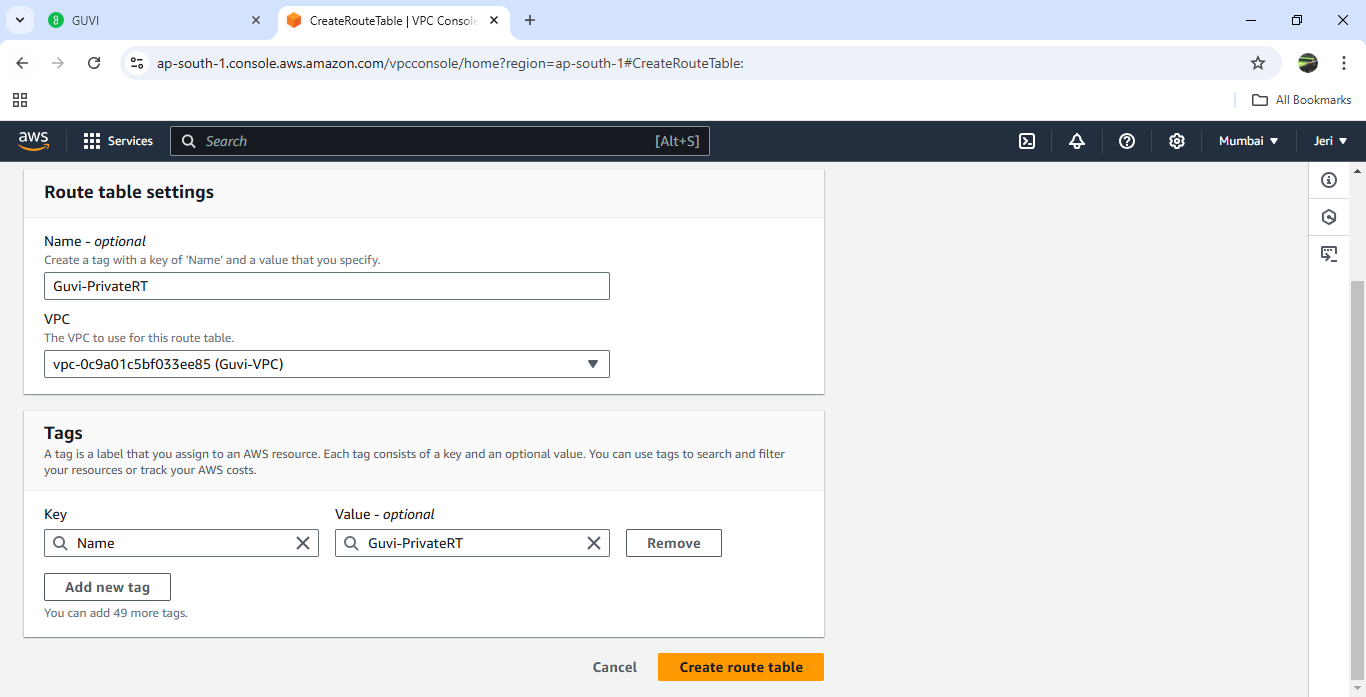 GUVI
CreateRouteTable | VPC Console
ap-south-1.console.aws.amazon.com/vpcconsole/home?region=ap-south-1#CreateRouteTable:
All Bookmarks
aws
Services
Search
[Alt+S]
Mumbai
Jeri
Route table settings
Name - optional
Create a tag with a key of 'Name' and a value that you specify.
Guvi-PrivateRT
VPC
The VPC to use for this route table.
vpc-0c9a01c5bf033ee85 (Guvi-VPC)
Tags
A tag is a label that you assign to an AWS resource. Each tag consists of a key and an optional value. You can use tags to search and filter
your resources or track your AWS costs.
Key
Value - optional
Name
Guvi-PrivateRT
Remove
Add new tag
You can add 49 more tags.
Cancel
Create route table